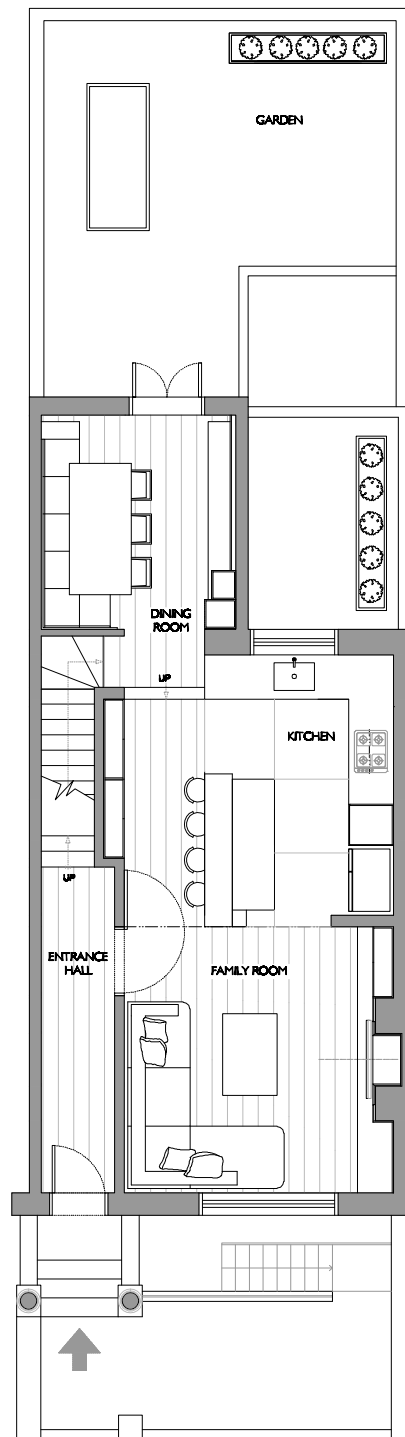 GARDEN
DINING
ROOM
UP
KITCHEN
UP
ENTRANCE
HALL
FAMILY ROOM